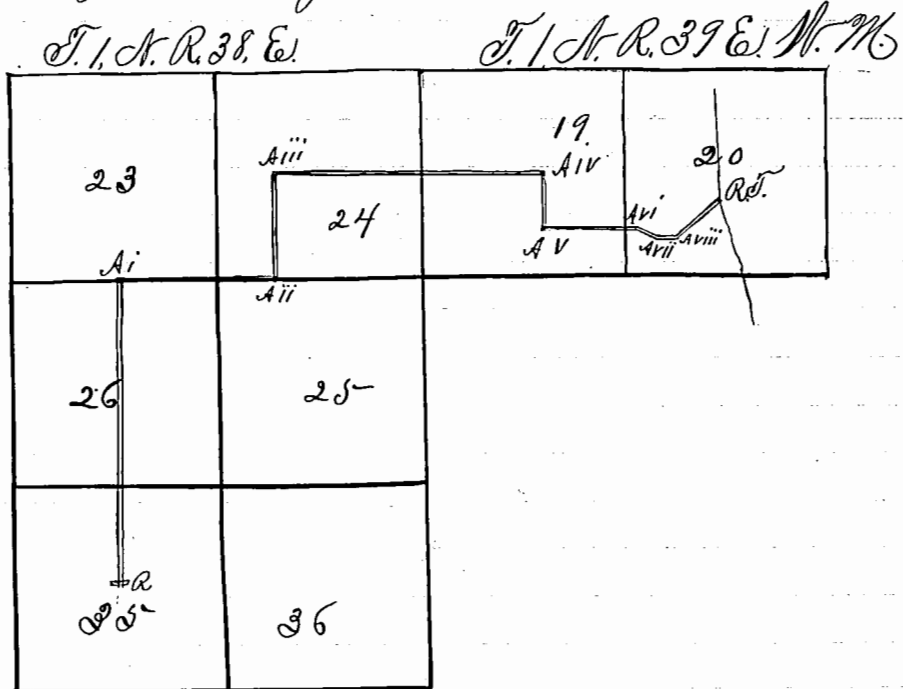 T. 1. N. R. 38. E. T. 1. N. R. 39 E. W. M.
19.
23 Aiii Aiv 20
R.T.
24 Avi
Ai Aii Av Avii Aviii
26 25
R
35 36